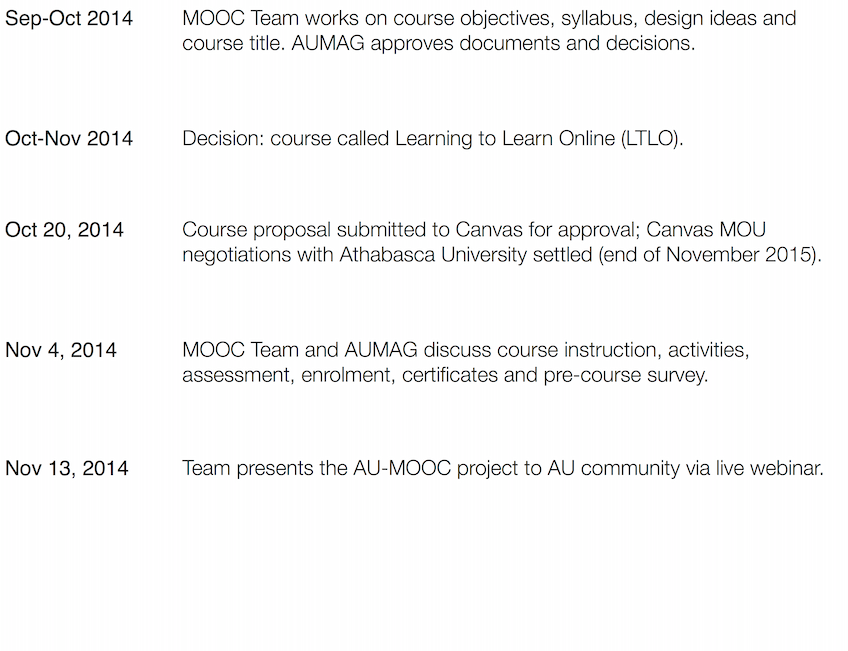 Sep-Oct 2014 MOOC Team works on course objectives, syllabus, design ideas and
course title. AUMAG approves documents and decisions.
Oct-Nov 2014 Decision: course called Learning to Learn Online (LTLO).
Oct 20, 2014 Course proposal submitted to Canvas for approval; Canvas MOU
negotiations with Athabasca University settled (end of November 2015).
Nov 4, 2014 MOOC Team and AUMAG discuss course instruction, activities,
assessment, enrolment, certificates and pre-course survey.
Nov 13, 2014 Team presents the AU-MOOC project to AU community via live webinar.